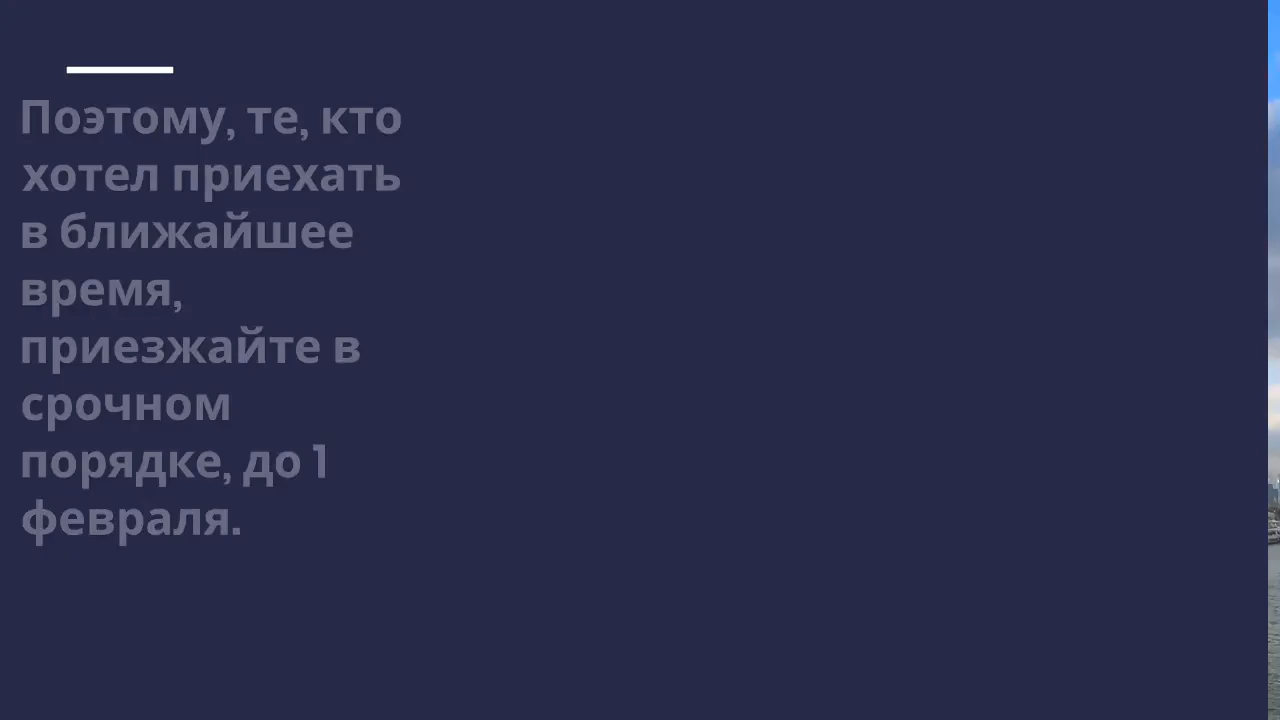 Поэтому, те, кто
хотел приехать
в ближайшее
время,
приезжайте в
срочном
порядке, до 1
февраля.